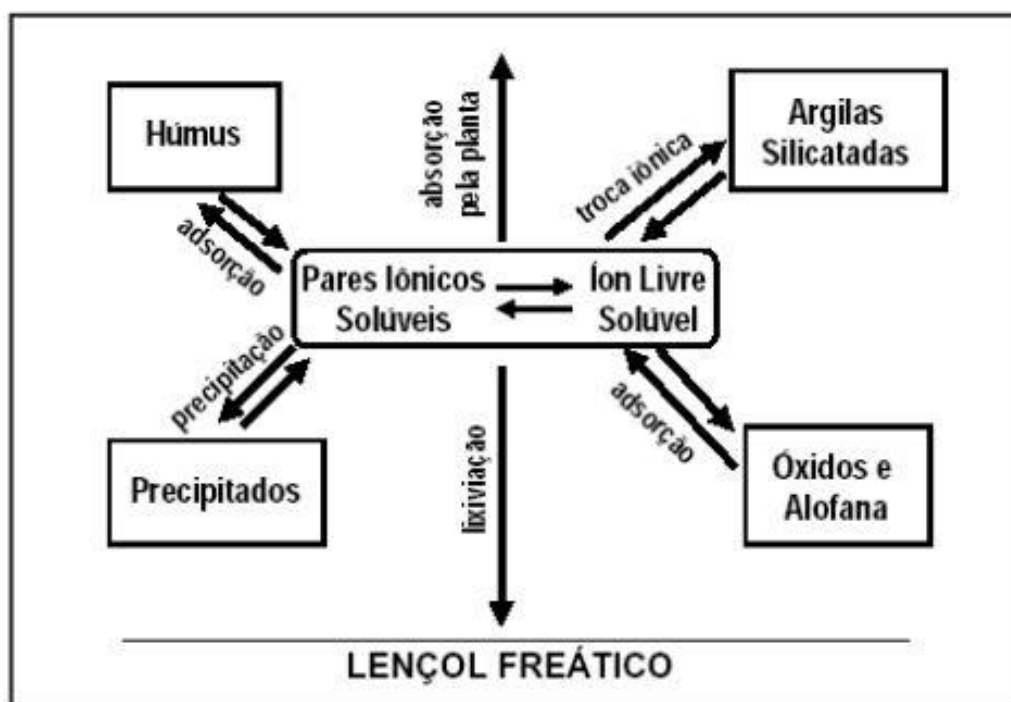 Húmus
absorção
pela planta
Argilas
Silicatadas
troca iônica
adsorção
Pares Iônicos
Solúveis
Íon Livre
Solúvel
precipitação
Precipitados
lixiviação
adsorção
Óxidos e
Alofana
LENÇOL FREÁTICO